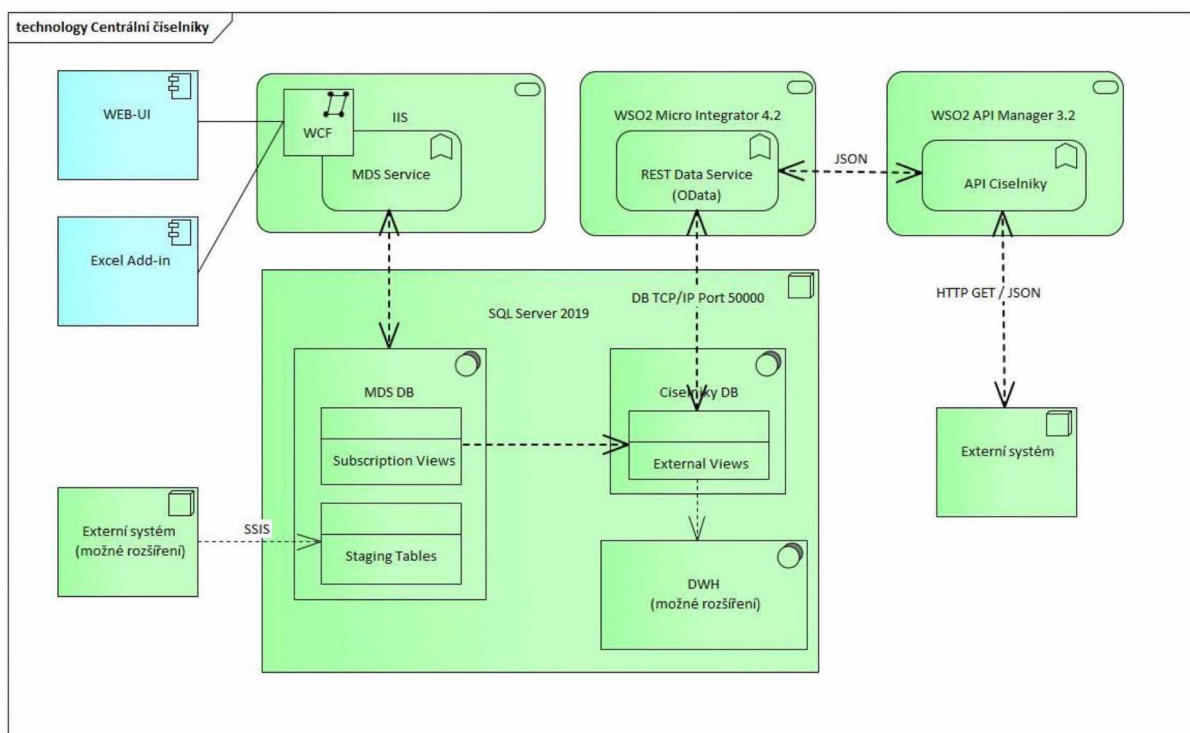 technology Centrální číselníky
WEB-UI
WCF
IIS
MDS Service
WSO2 Micro Integrator 4.2
REST Data Service
(OData)
JSON
WSO2 API Manager 3.2
API Ciselniky
Excel Add-in
SQL Server 2019
DB TCP/IP Port 50000
HTTP GET / JSON
MDS DB
Subscription Views
Ciselniky DB
External Views
Externí systém
Externí systém
(možné rozšíření)
SSIS
Staging Tables
DWH
(možné rozšíření)